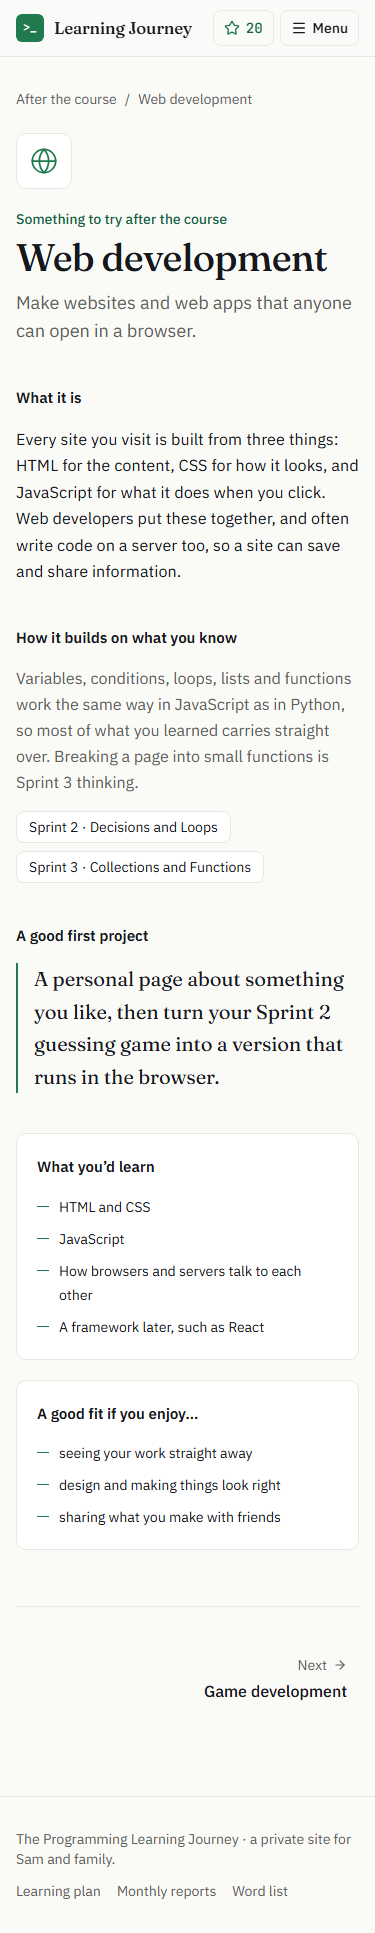 >_ Learning Journey 20 Menu
After the course / Web development
Something to try after the course
Web development
Make websites and web apps that anyone
can open in a browser.
What it is
Every site you visit is built from three things:
HTML for the content, CSS for how it looks, and
JavaScript for what it does when you click.
Web developers put these together, and often
write code on a server too, so a site can save
and share information.
How it builds on what you know
Variables, conditions, loops, lists and functions
work the same way in JavaScript as in Python,
so most of what you learned carries straight
over. Breaking a page into small functions is
Sprint 3 thinking.
Sprint 2 · Decisions and Loops
Sprint 3 · Collections and Functions
A good first project
A personal page about something
you like, then turn your Sprint 2
guessing game into a version that
runs in the browser.
What you’d learn
— HTML and CSS
— JavaScript
— How browsers and servers talk to each
other
— A framework later, such as React
A good fit if you enjoy…
— seeing your work straight away
— design and making things look right
— sharing what you make with friends
Next →
Game development
The Programming Learning Journey · a private site for
Sam and family.
Learning plan Monthly reports Word list